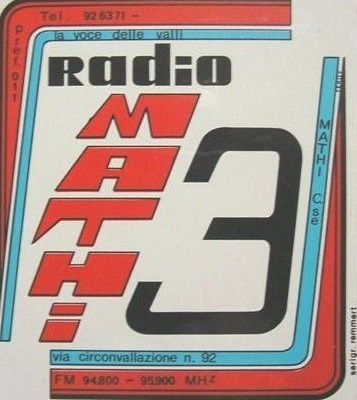 Tel. 926371 -
pref. 011
la voce delle valli
Radio
MATHI
3
MATHI C.se
via circonvallazione n. 92
FM 94.800 - 95.900 MHz
serigr. remmert